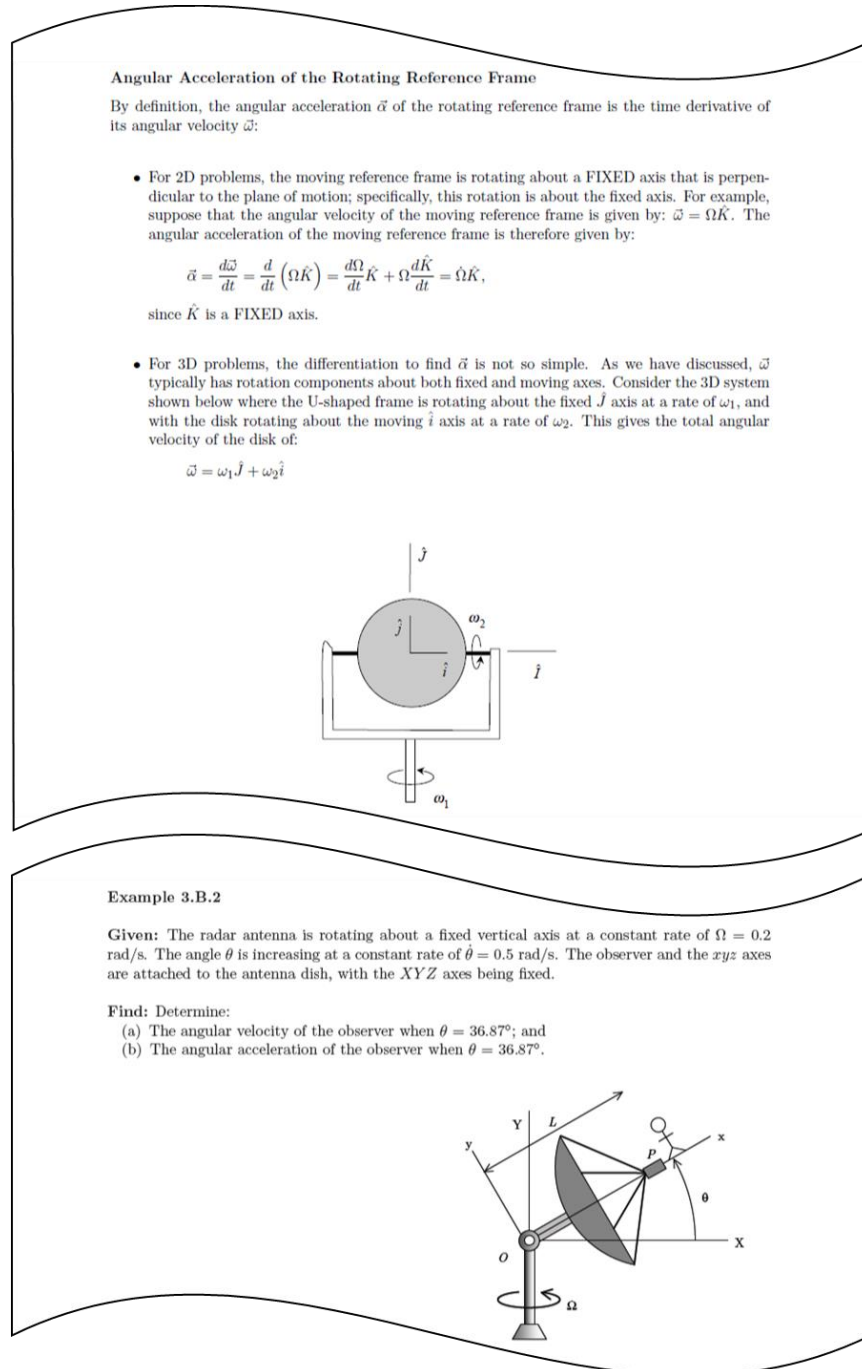 Angular Acceleration of the Rotating Reference Frame
By definition, the angular acceleration α⃗ of the rotating reference frame is the time derivative of
its angular velocity ω⃗:
• For 2D problems, the moving reference frame is rotating about a FIXED axis that is perpen-
dicular to the plane of motion; specifically, this rotation is about the fixed axis. For example,
suppose that the angular velocity of the moving reference frame is given by: ω⃗ = ΩK̂. The
angular acceleration of the moving reference frame is therefore given by:
α⃗ = dω⃗/dt = d/dt (ΩK̂) = dΩ/dt K̂ + Ω dK̂/dt = Ω̇K̂,
since K̂ is a FIXED axis.
• For 3D problems, the differentiation to find α⃗ is not so simple. As we have discussed, ω⃗
typically has rotation components about both fixed and moving axes. Consider the 3D system
shown below where the U-shaped frame is rotating about the fixed Ĵ axis at a rate of ω₁, and
with the disk rotating about the moving î axis at a rate of ω₂. This gives the total angular
velocity of the disk of:
ω⃗ = ω₁Ĵ + ω₂î
Ĵ
ĵ
ω₂
î
Î
ω₁
Example 3.B.2
Given: The radar antenna is rotating about a fixed vertical axis at a constant rate of Ω = 0.2
rad/s. The angle θ is increasing at a constant rate of θ̇ = 0.5 rad/s. The observer and the xyz axes
are attached to the antenna dish, with the XYZ axes being fixed.
Find: Determine:
(a) The angular velocity of the observer when θ = 36.87°; and
(b) The angular acceleration of the observer when θ = 36.87°.
Y
L
y
P
x
θ
X
O
Ω